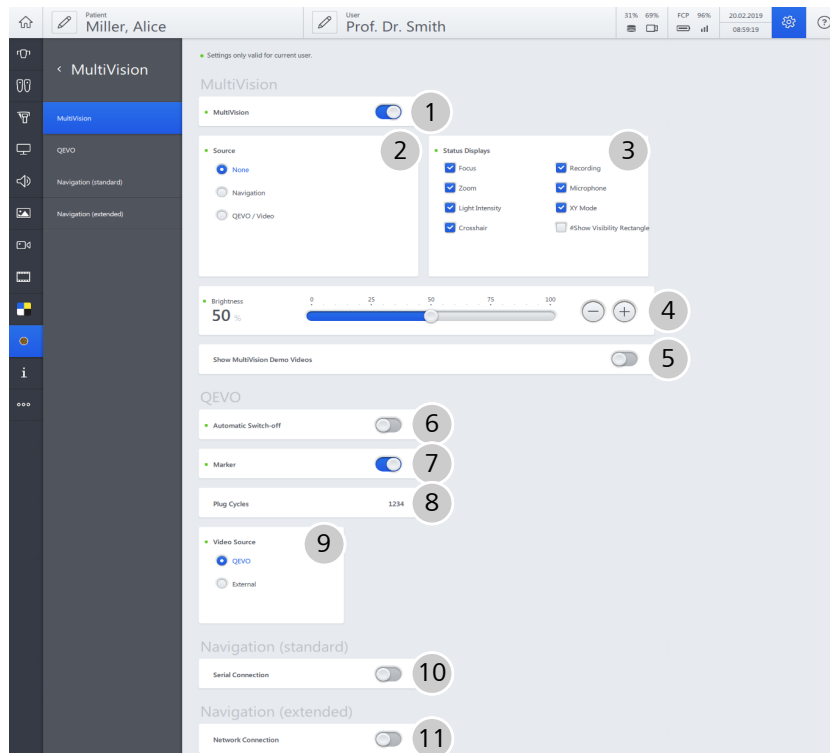 Patient
Miller, Alice
User
Prof. Dr. Smith
31% 69%
FCP 96%
20.02.2019
08:59:19
?
< MultiVision
MultiVision
QEVO
Navigation (standard)
Navigation (extended)
i
Settings only valid for current user.
MultiVision
MultiVision
1
Source
2
None
Navigation
QEVO / Video
Status Displays
3
Focus
Recording
Zoom
Microphone
Light Intensity
XY Mode
Crosshair
#Show Visibility Rectangle
Brightness
50 %
0 25 50 75 100
4
Show MultiVision Demo Videos
5
QEVO
Automatic Switch-off
6
Marker
7
Plug Cycles 1234
8
Video Source
9
QEVO
External
Navigation (standard)
Serial Connection
10
Navigation (extended)
Network Connection
11